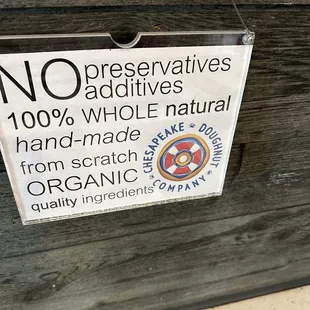 NO preservatives
additives
100% WHOLE natural
hand-made
from scratch
ORGANIC
quality ingredients
CHESAPEAKE DOUGHNUT
COMPANY